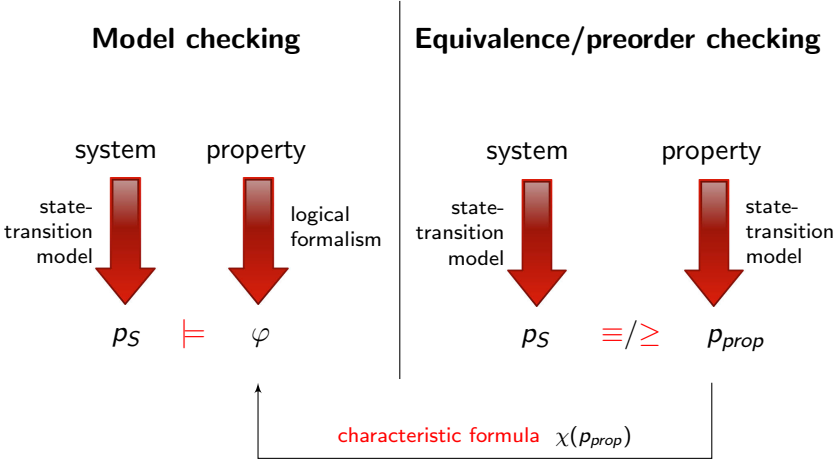 Model checking
Equivalence/preorder checking
system property
state-
transition
model
logical
formalism
p_S ⊨ φ
system property
state-
transition
model
state-
transition
model
p_S ≡/≥ p_prop
characteristic formula χ(p_prop)